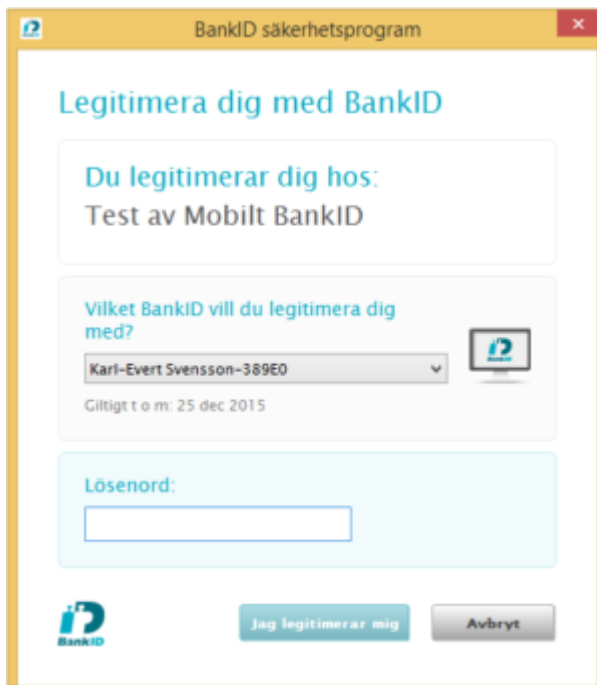 BankID säkerhetsprogram
Legitimera dig med BankID
Du legitimerar dig hos:
Test av Mobilt BankID
Vilket BankID vill du legitimera dig
med?
Karl-Evert Svensson-389E0
Giltigt t o m: 25 dec 2015
BankID
Lösenord:
BankID
Jag legitimerar mig
Avbryt